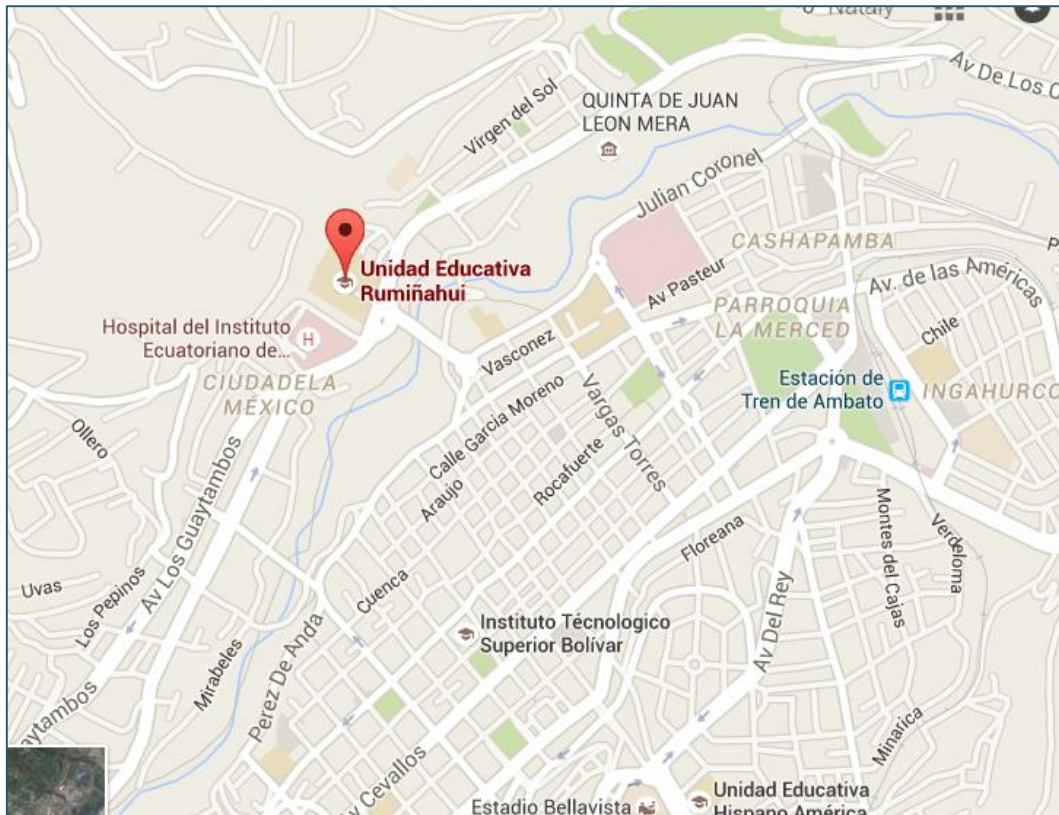 Nataly
Av De Los C
QUINTA DE JUAN
LEON MERA
Virgen del Sol
Julian Coronel
CASHAPAMBA
P
Unidad Educativa
Rumiñahui
Av Pasteur
Av. de las Américas
PARROQUIA
LA MERCED
Hospital del Instituto
Ecuatoriano de...
H
Vasconez
Chile
CIUDADELA
MÉXICO
Calle Garcia Moreno
Vargas Torres
Estación de
Tren de Ambato
INGAHURCO
Ollero
Araujo
Rocafuerte
Av Los Guaytambos
Floreana
Montes del Cajas
Verdeloma
Uvas
Los Pepinos
Cuenca
Instituto Técnologico
Superior Bolívar
Av Del Rey
Mirabeles
Perez De Anda
Minarica
uaytambos
v Cevallos
Estadio Bellavista
Unidad Educativa
Hispano América